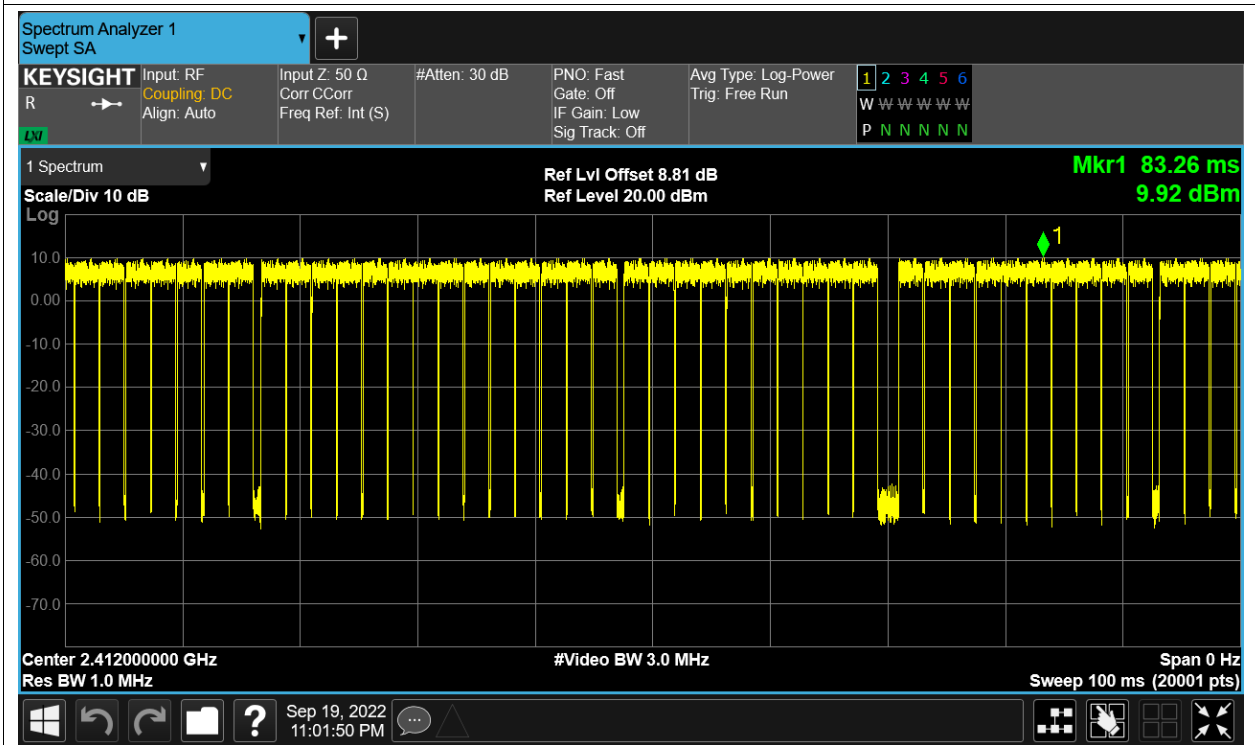 Spectrum Analyzer 1
Swept SA
KEYSIGHT
R
LXI
Input: RF
Coupling: DC
Align: Auto
Input Z: 50 Ω
Corr CCorr
Freq Ref: Int (S)
#Atten: 30 dB
PNO: Fast
Gate: Off
IF Gain: Low
Sig Track: Off
Avg Type: Log-Power
Trig: Free Run
1 2 3 4 5 6
W W W W W W
P N N N N N
1 Spectrum
Scale/Div 10 dB
Ref Lvl Offset 8.81 dB
Ref Level 20.00 dBm
Mkr1 83.26 ms
9.92 dBm
Log
1
10.0
0.00
-10.0
-20.0
-30.0
-40.0
-50.0
-60.0
-70.0
Center 2.412000000 GHz
Res BW 1.0 MHz
#Video BW 3.0 MHz
Span 0 Hz
Sweep 100 ms (20001 pts)
?
Sep 19, 2022
11:01:50 PM